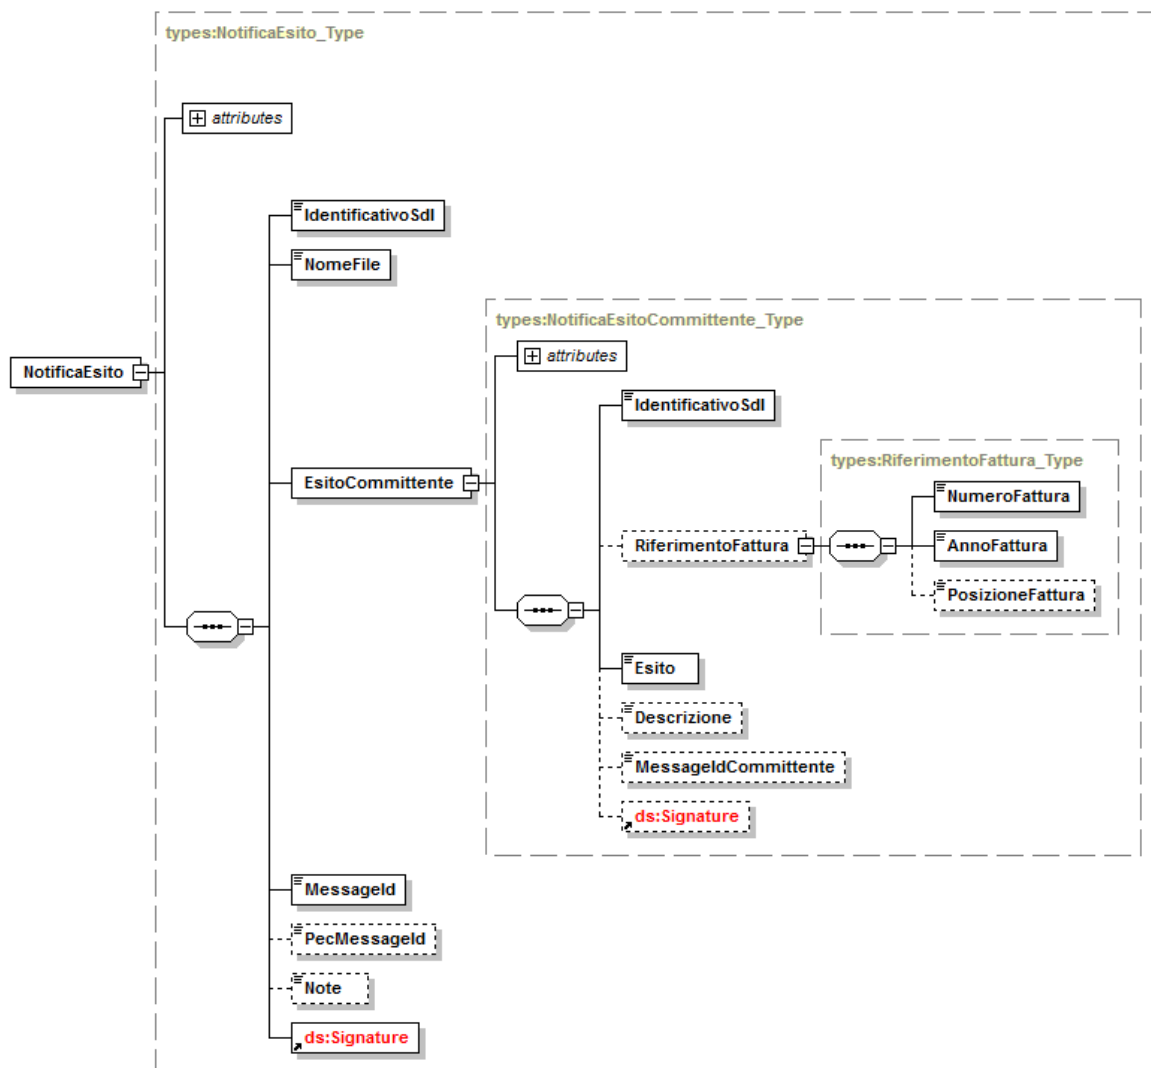 types:NotificaEsito_Type
attributes
IdentificativoSdI
NomeFile
types:NotificaEsitoCommittente_Type
attributes
NotificaEsito
IdentificativoSdI
types:RiferimentoFattura_Type
EsitoCommittente
NumeroFattura
RiferimentoFattura
AnnoFattura
PosizioneFattura
Esito
Descrizione
MessageIdCommittente
ds:Signature
MessageId
PecMessageId
Note
ds:Signature